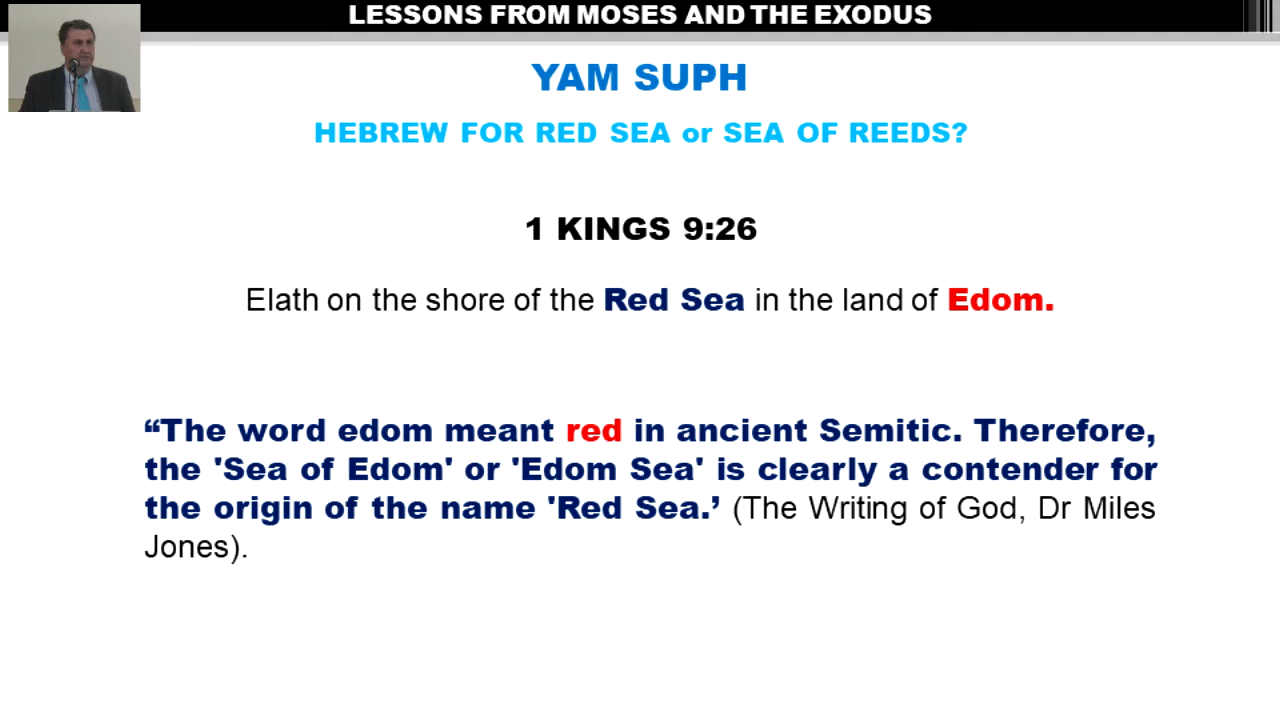 LESSONS FROM MOSES AND THE EXODUS
YAM SUPH
HEBREW FOR RED SEA or SEA OF REEDS?
1 KINGS 9:26
Elath on the shore of the Red Sea in the land of Edom.
“The word edom meant red in ancient Semitic. Therefore,
the 'Sea of Edom' or 'Edom Sea' is clearly a contender for
the origin of the name 'Red Sea.’ (The Writing of God, Dr Miles
Jones).